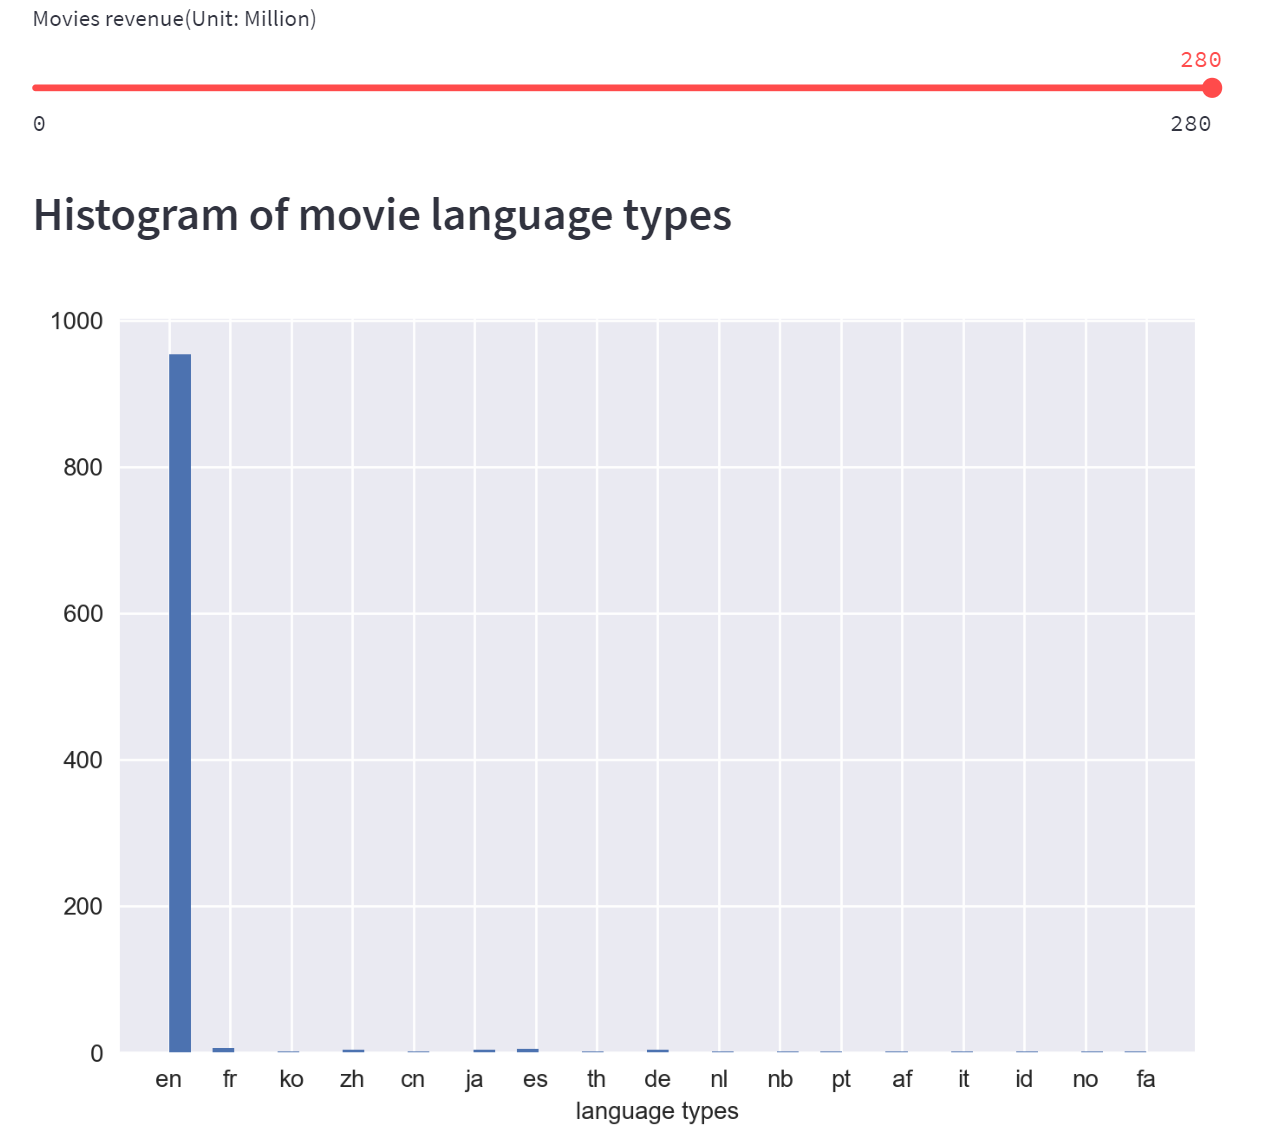 Movies revenue(Unit: Million)
280
0 280
Histogram of movie language types
1000
800
600
400
200
0
en fr ko zh cn ja es th de nl nb pt af it id no fa
language types